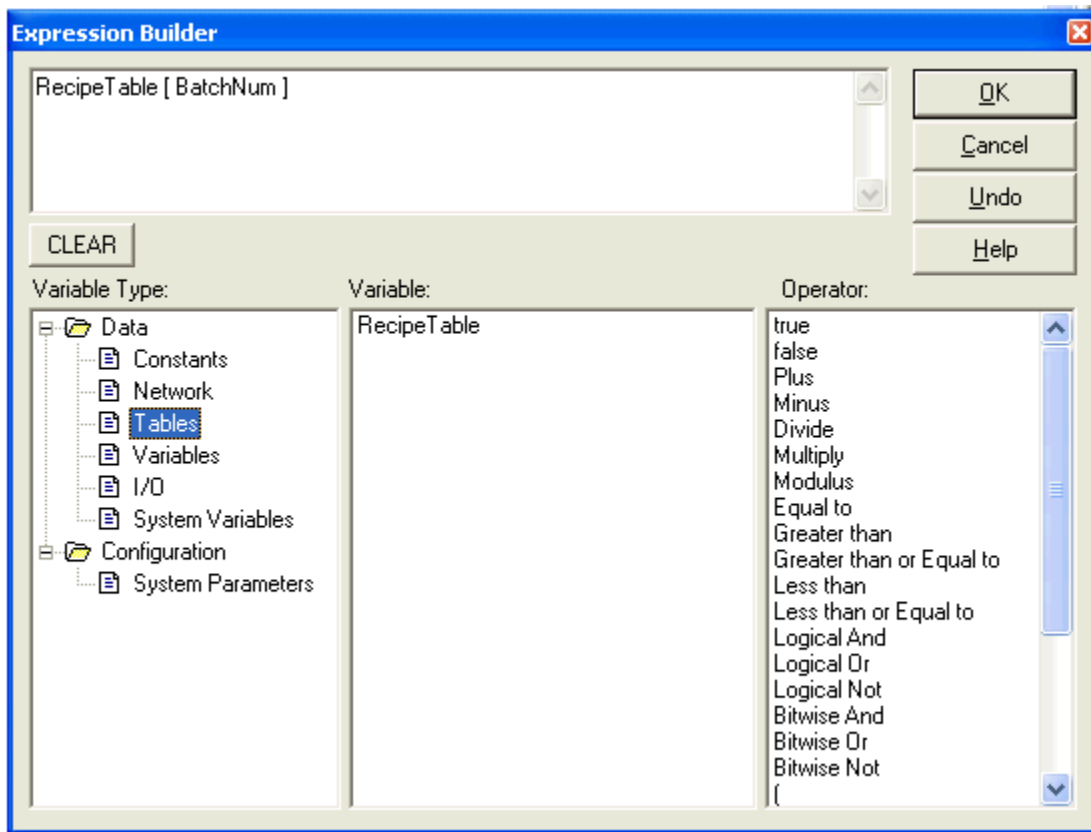 Expression Builder
RecipeTable [ BatchNum ]
OK
Cancel
Undo
Help
CLEAR
Variable Type:
Data
Constants
Network
Tables
Variables
I/O
System Variables
Configuration
System Parameters
Variable:
RecipeTable
Operator:
true
false
Plus
Minus
Divide
Multiply
Modulus
Equal to
Greater than
Greater than or Equal to
Less than
Less than or Equal to
Logical And
Logical Or
Logical Not
Bitwise And
Bitwise Or
Bitwise Not
(